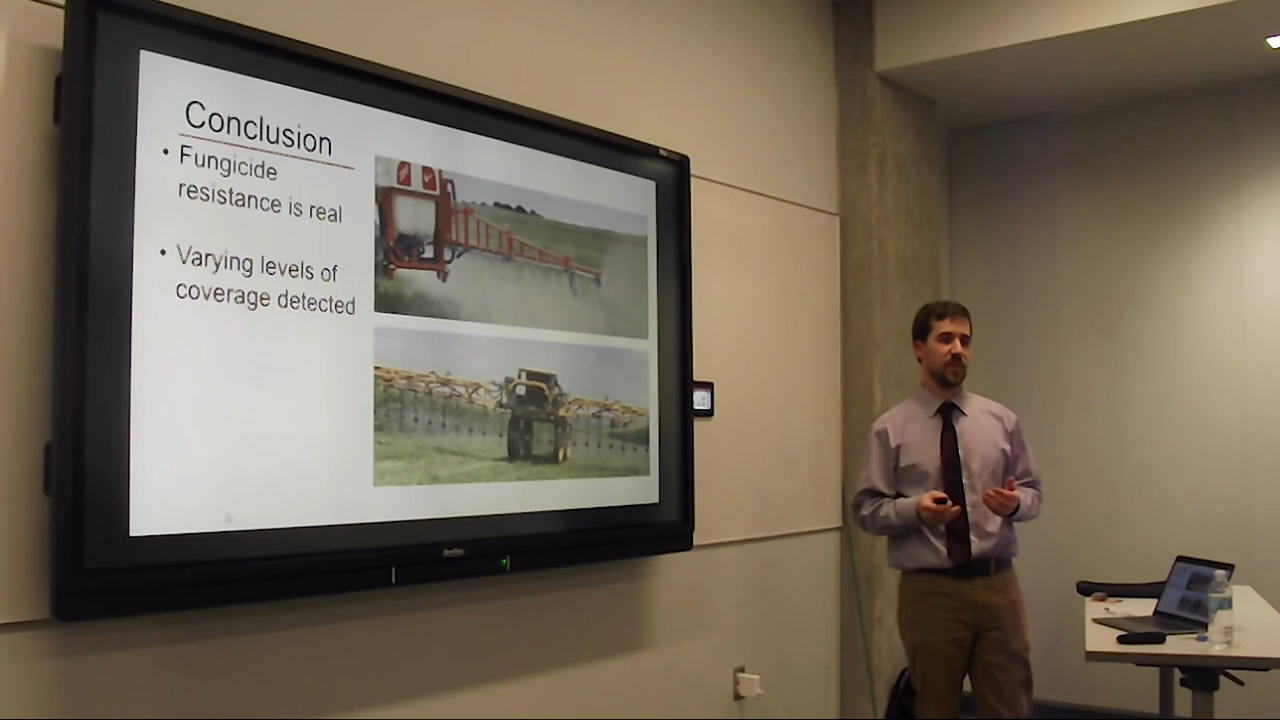 Conclusion
• Fungicide
resistance is real
• Varying levels of
coverage detected